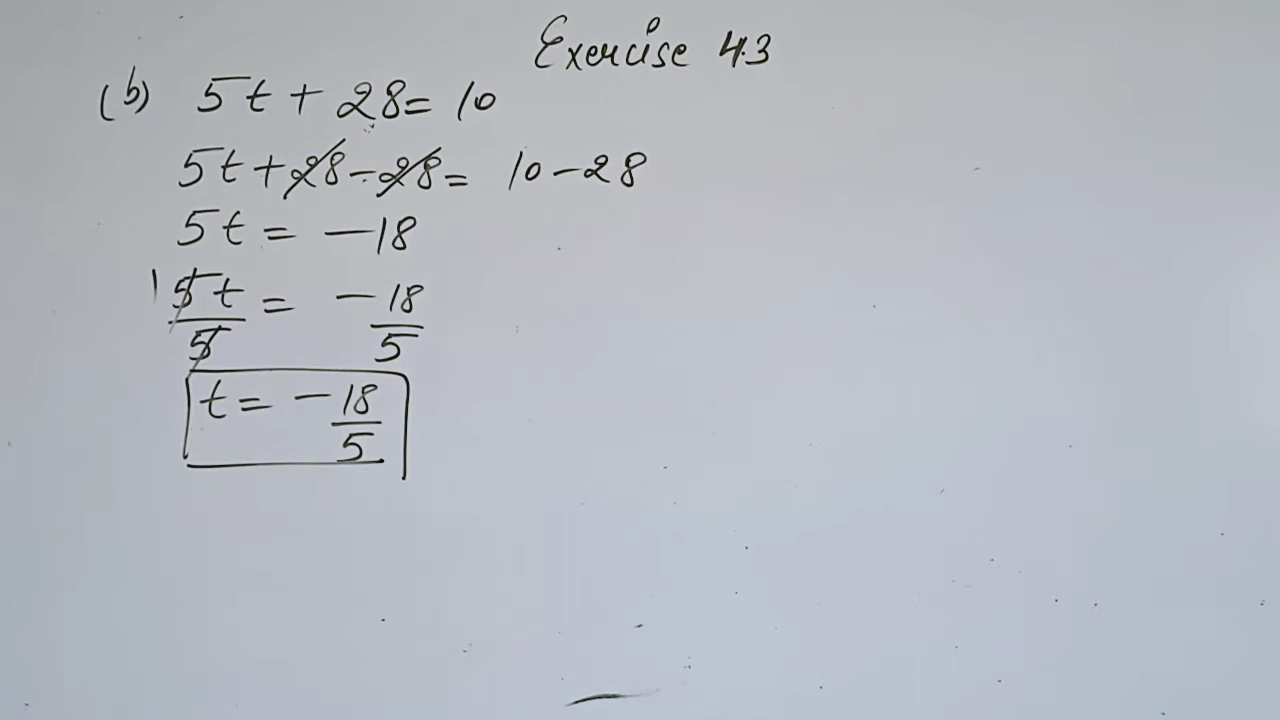 Exercise 4.3
(b) 5t + 28 = 10
5t + 28 - 28 = 10 - 28
5t = -18
1 5t/5 = -18/5
t = -18/5